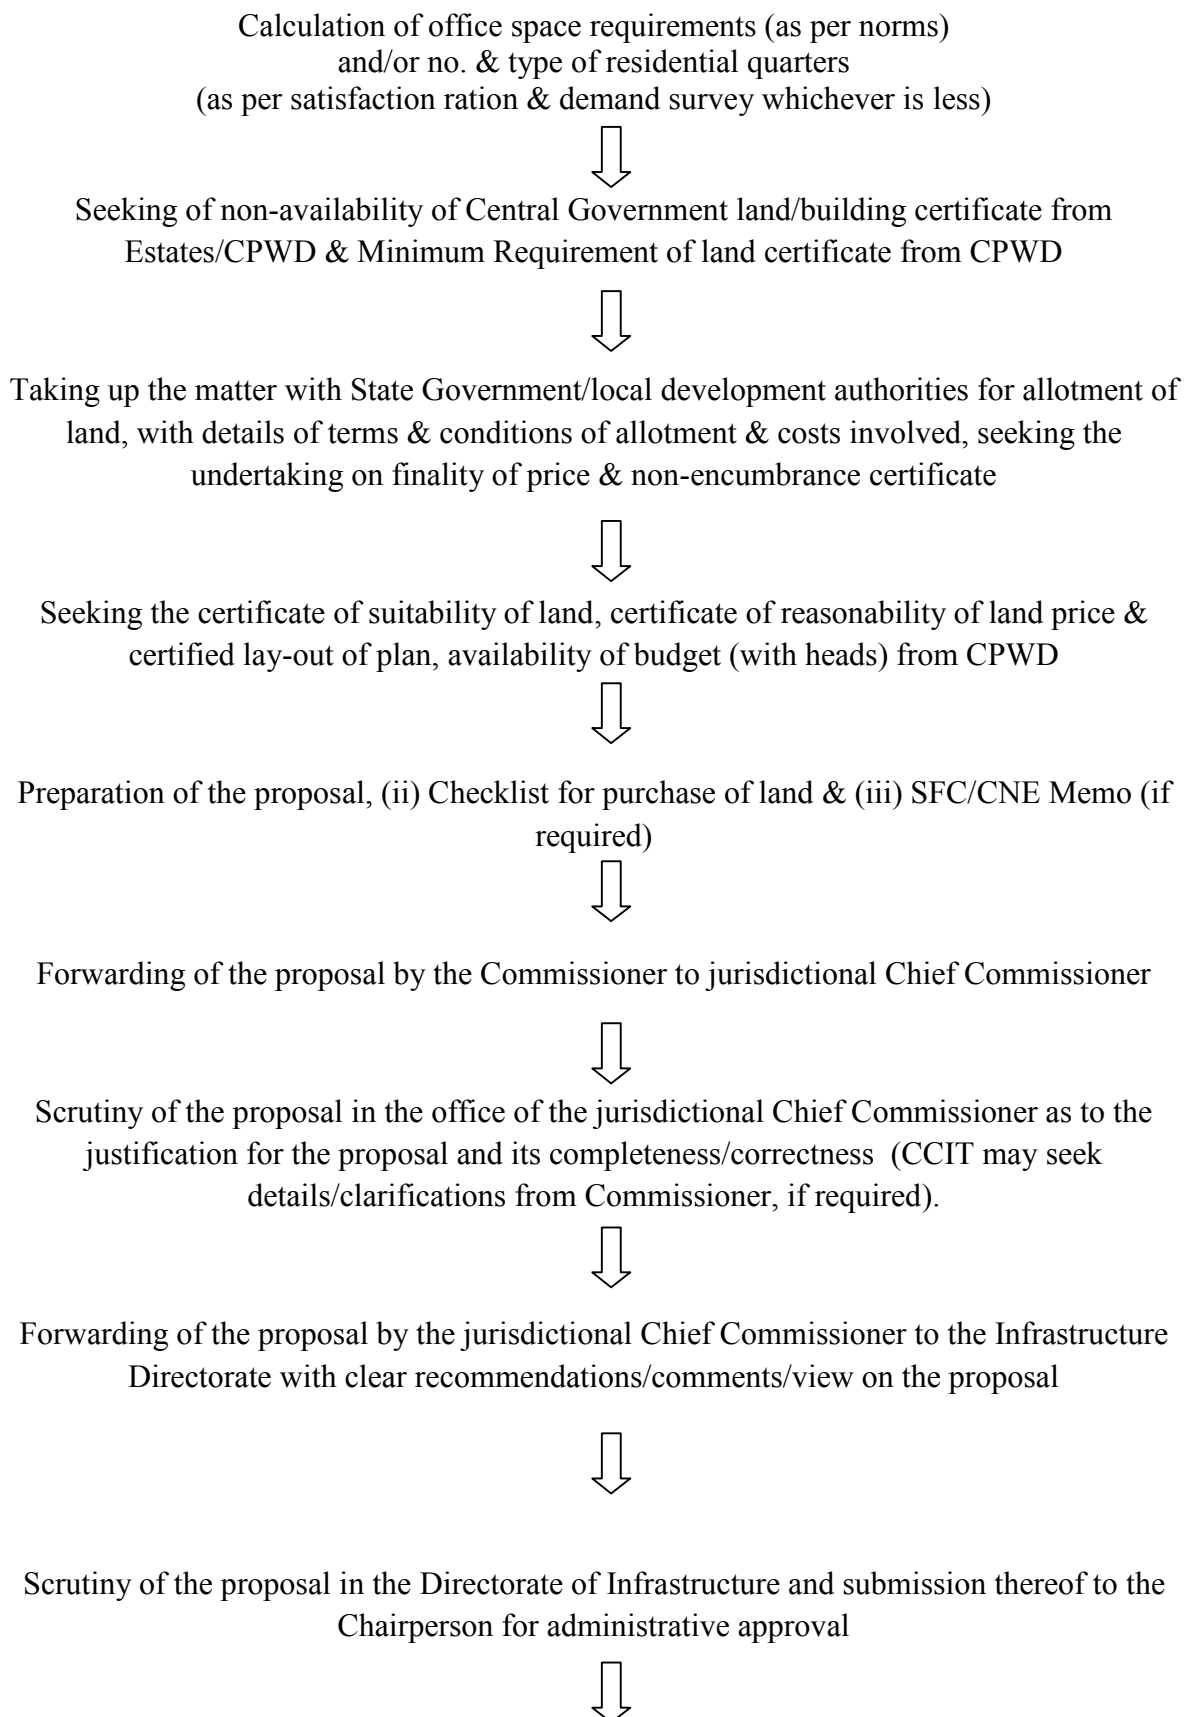 Calculation of office space requirements (as per norms)
and/or no. & type of residential quarters
(as per satisfaction ration & demand survey whichever is less)
Seeking of non-availability of Central Government land/building certificate from
Estates/CPWD & Minimum Requirement of land certificate from CPWD
Taking up the matter with State Government/local development authorities for allotment of
land, with details of terms & conditions of allotment & costs involved, seeking the
undertaking on finality of price & non-encumbrance certificate
Seeking the certificate of suitability of land, certificate of reasonability of land price &
certified lay-out of plan, availability of budget (with heads) from CPWD
Preparation of the proposal, (ii) Checklist for purchase of land & (iii) SFC/CNE Memo (if
required)
Forwarding of the proposal by the Commissioner to jurisdictional Chief Commissioner
Scrutiny of the proposal in the office of the jurisdictional Chief Commissioner as to the
justification for the proposal and its completeness/correctness  (CCIT may seek
details/clarifications from Commissioner, if required).
Forwarding of the proposal by the jurisdictional Chief Commissioner to the Infrastructure
Directorate with clear recommendations/comments/view on the proposal
Scrutiny of the proposal in the Directorate of Infrastructure and submission thereof to the
Chairperson for administrative approval